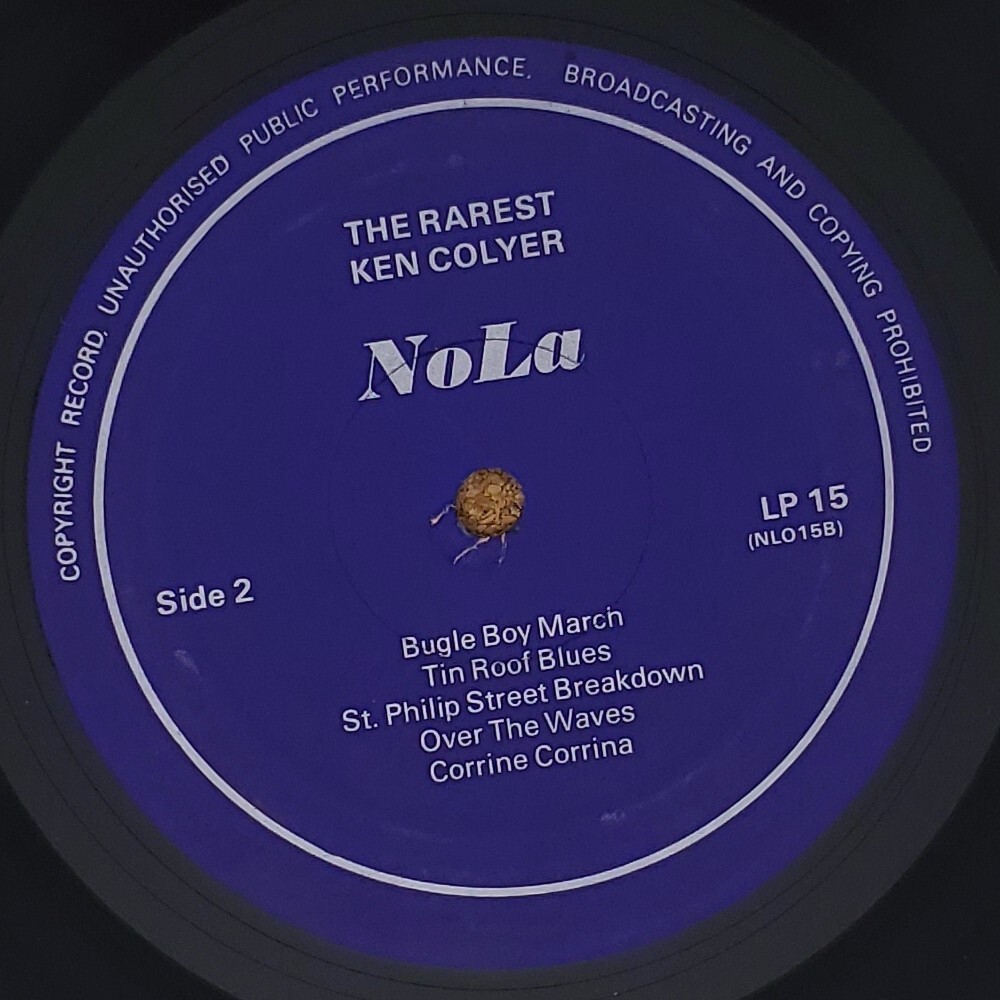 COPYRIGHT RECORD. UNAUTHORISED PUBLIC PERFORMANCE. BROADCASTING AND COPYING PROHIBITED
THE RAREST
KEN COLYER
NoLa
LP 15
(NLO15B)
Side 2
Bugle Boy March
Tin Roof Blues
St. Philip Street Breakdown
Over The Waves
Corrine Corrina